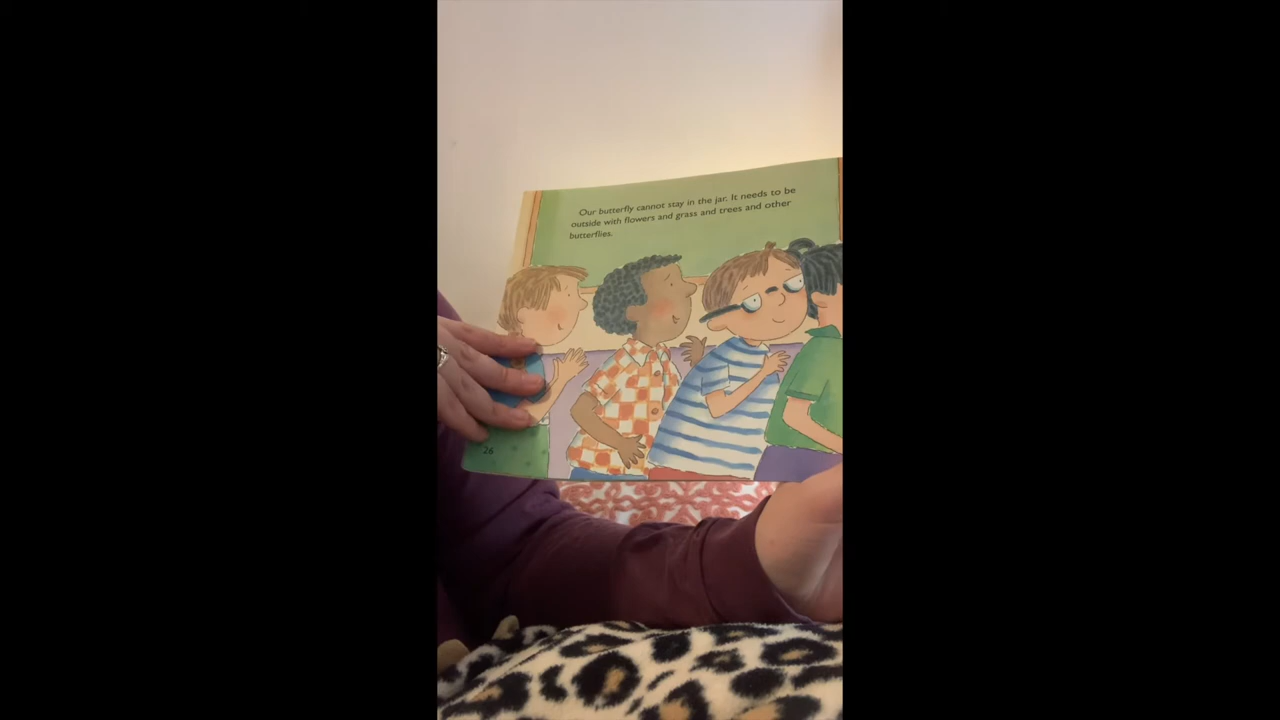 Our butterfly cannot stay in the jar. It needs to be
outside with flowers and grass and trees and other
butterflies.
26